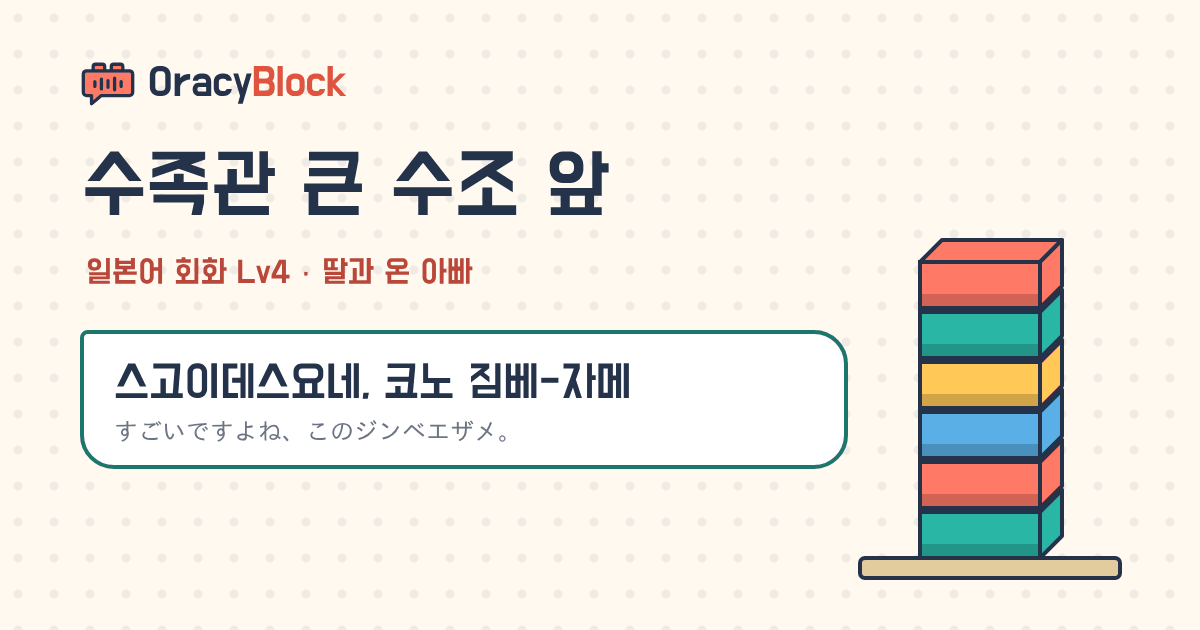 OracyBlock
수족관 큰 수조 앞
일본어 회화 Lv4 · 딸과 온 아빠
스고이데스요네, 코노 짐베-자메
すごいですよね、このジンベエザメ。